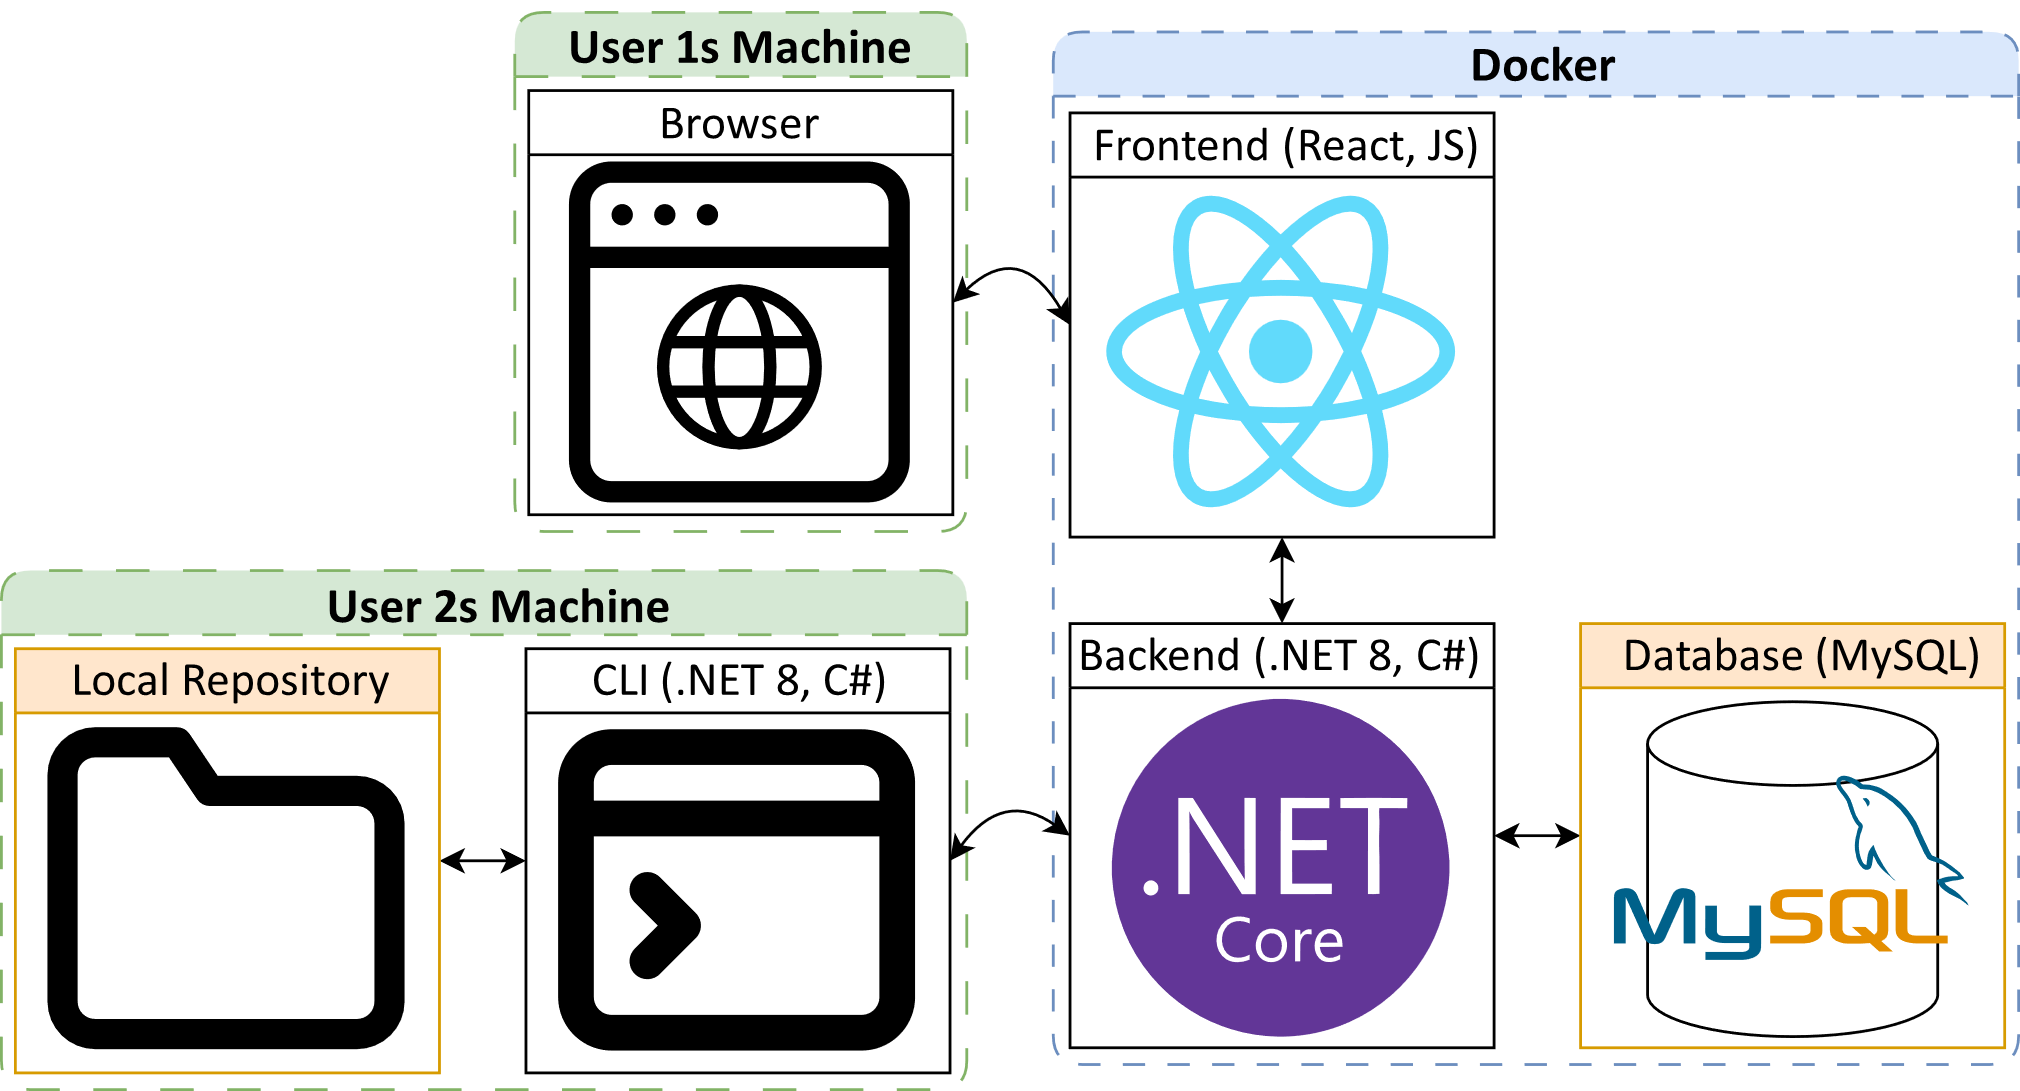 User 1s Machine
Browser
Docker
Frontend (React, JS)
User 2s Machine
Local Repository
CLI (.NET 8, C#)
Backend (.NET 8, C#)
.NET
Core
Database (MySQL)
MySQL